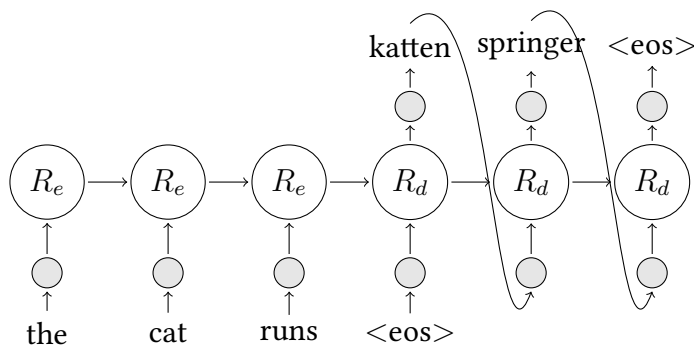 katten springer <eos>
R_e R_e R_e R_d R_d R_d
the cat runs <eos>